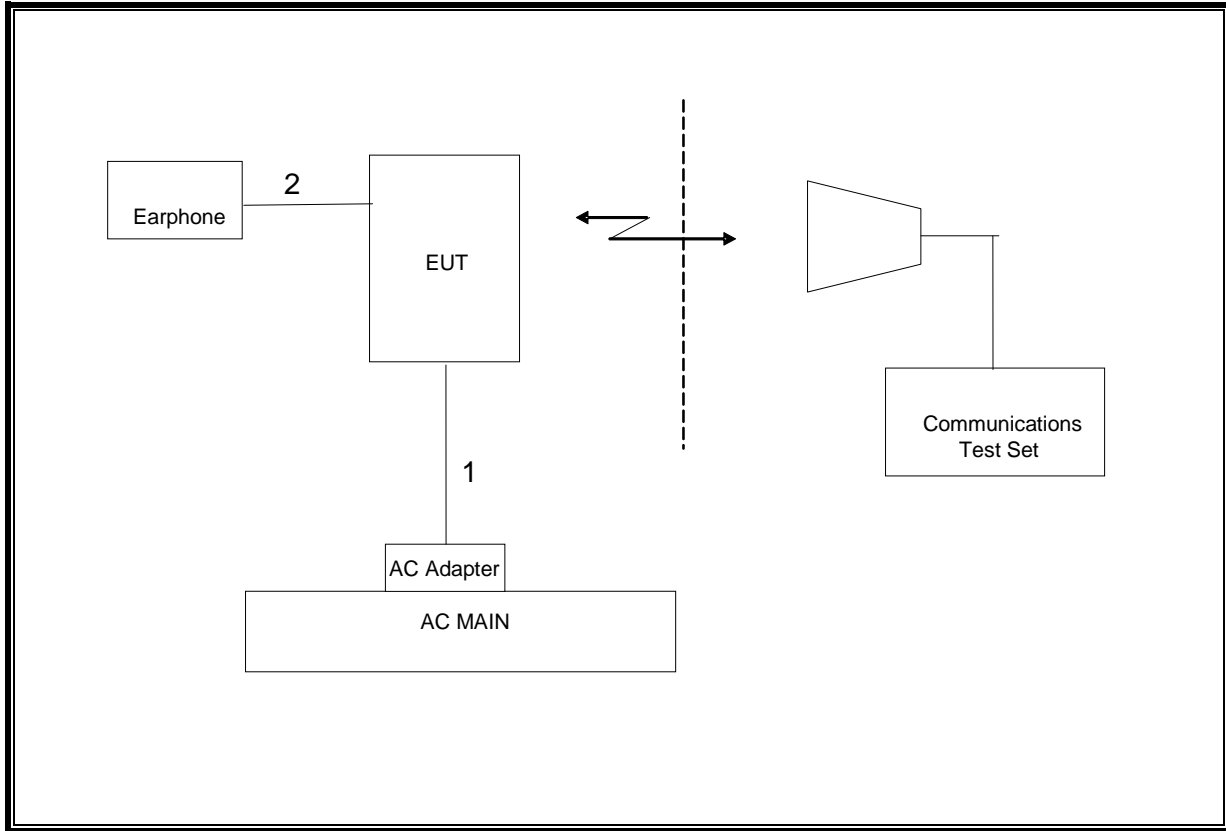 2
Earphone
EUT
1
Communications
Test Set
AC Adapter
AC MAIN